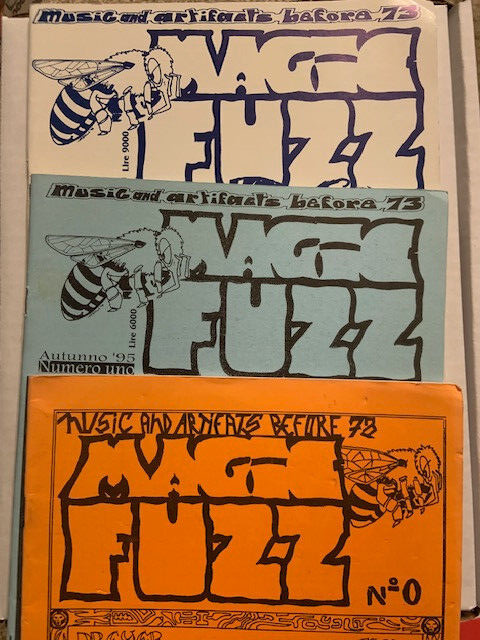 Music and artifacts before 73
MAGIC
FUZZ
Lire 9000
Music and artifacts before 73
MAGIC
FUZZ
Lire 6000
Autunno '95
Numero uno
MUSIC AND ARTIFATS BEFORE 73
MAGIC
FUZZ
N°0